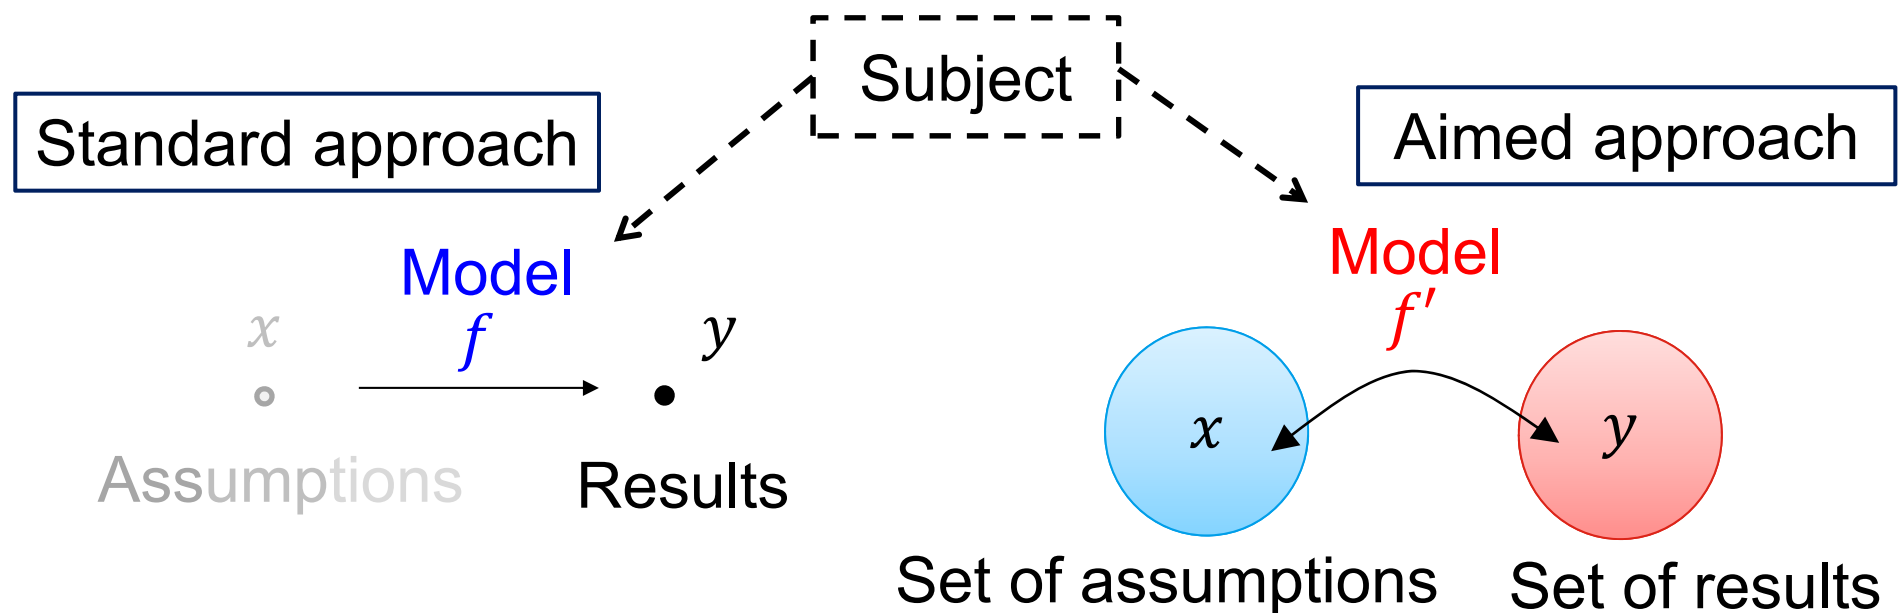 Subject
Standard approach
Model
f
x
y
Assumptions
Results
Aimed approach
Model
f′
x
y
Set of assumptions
Set of results